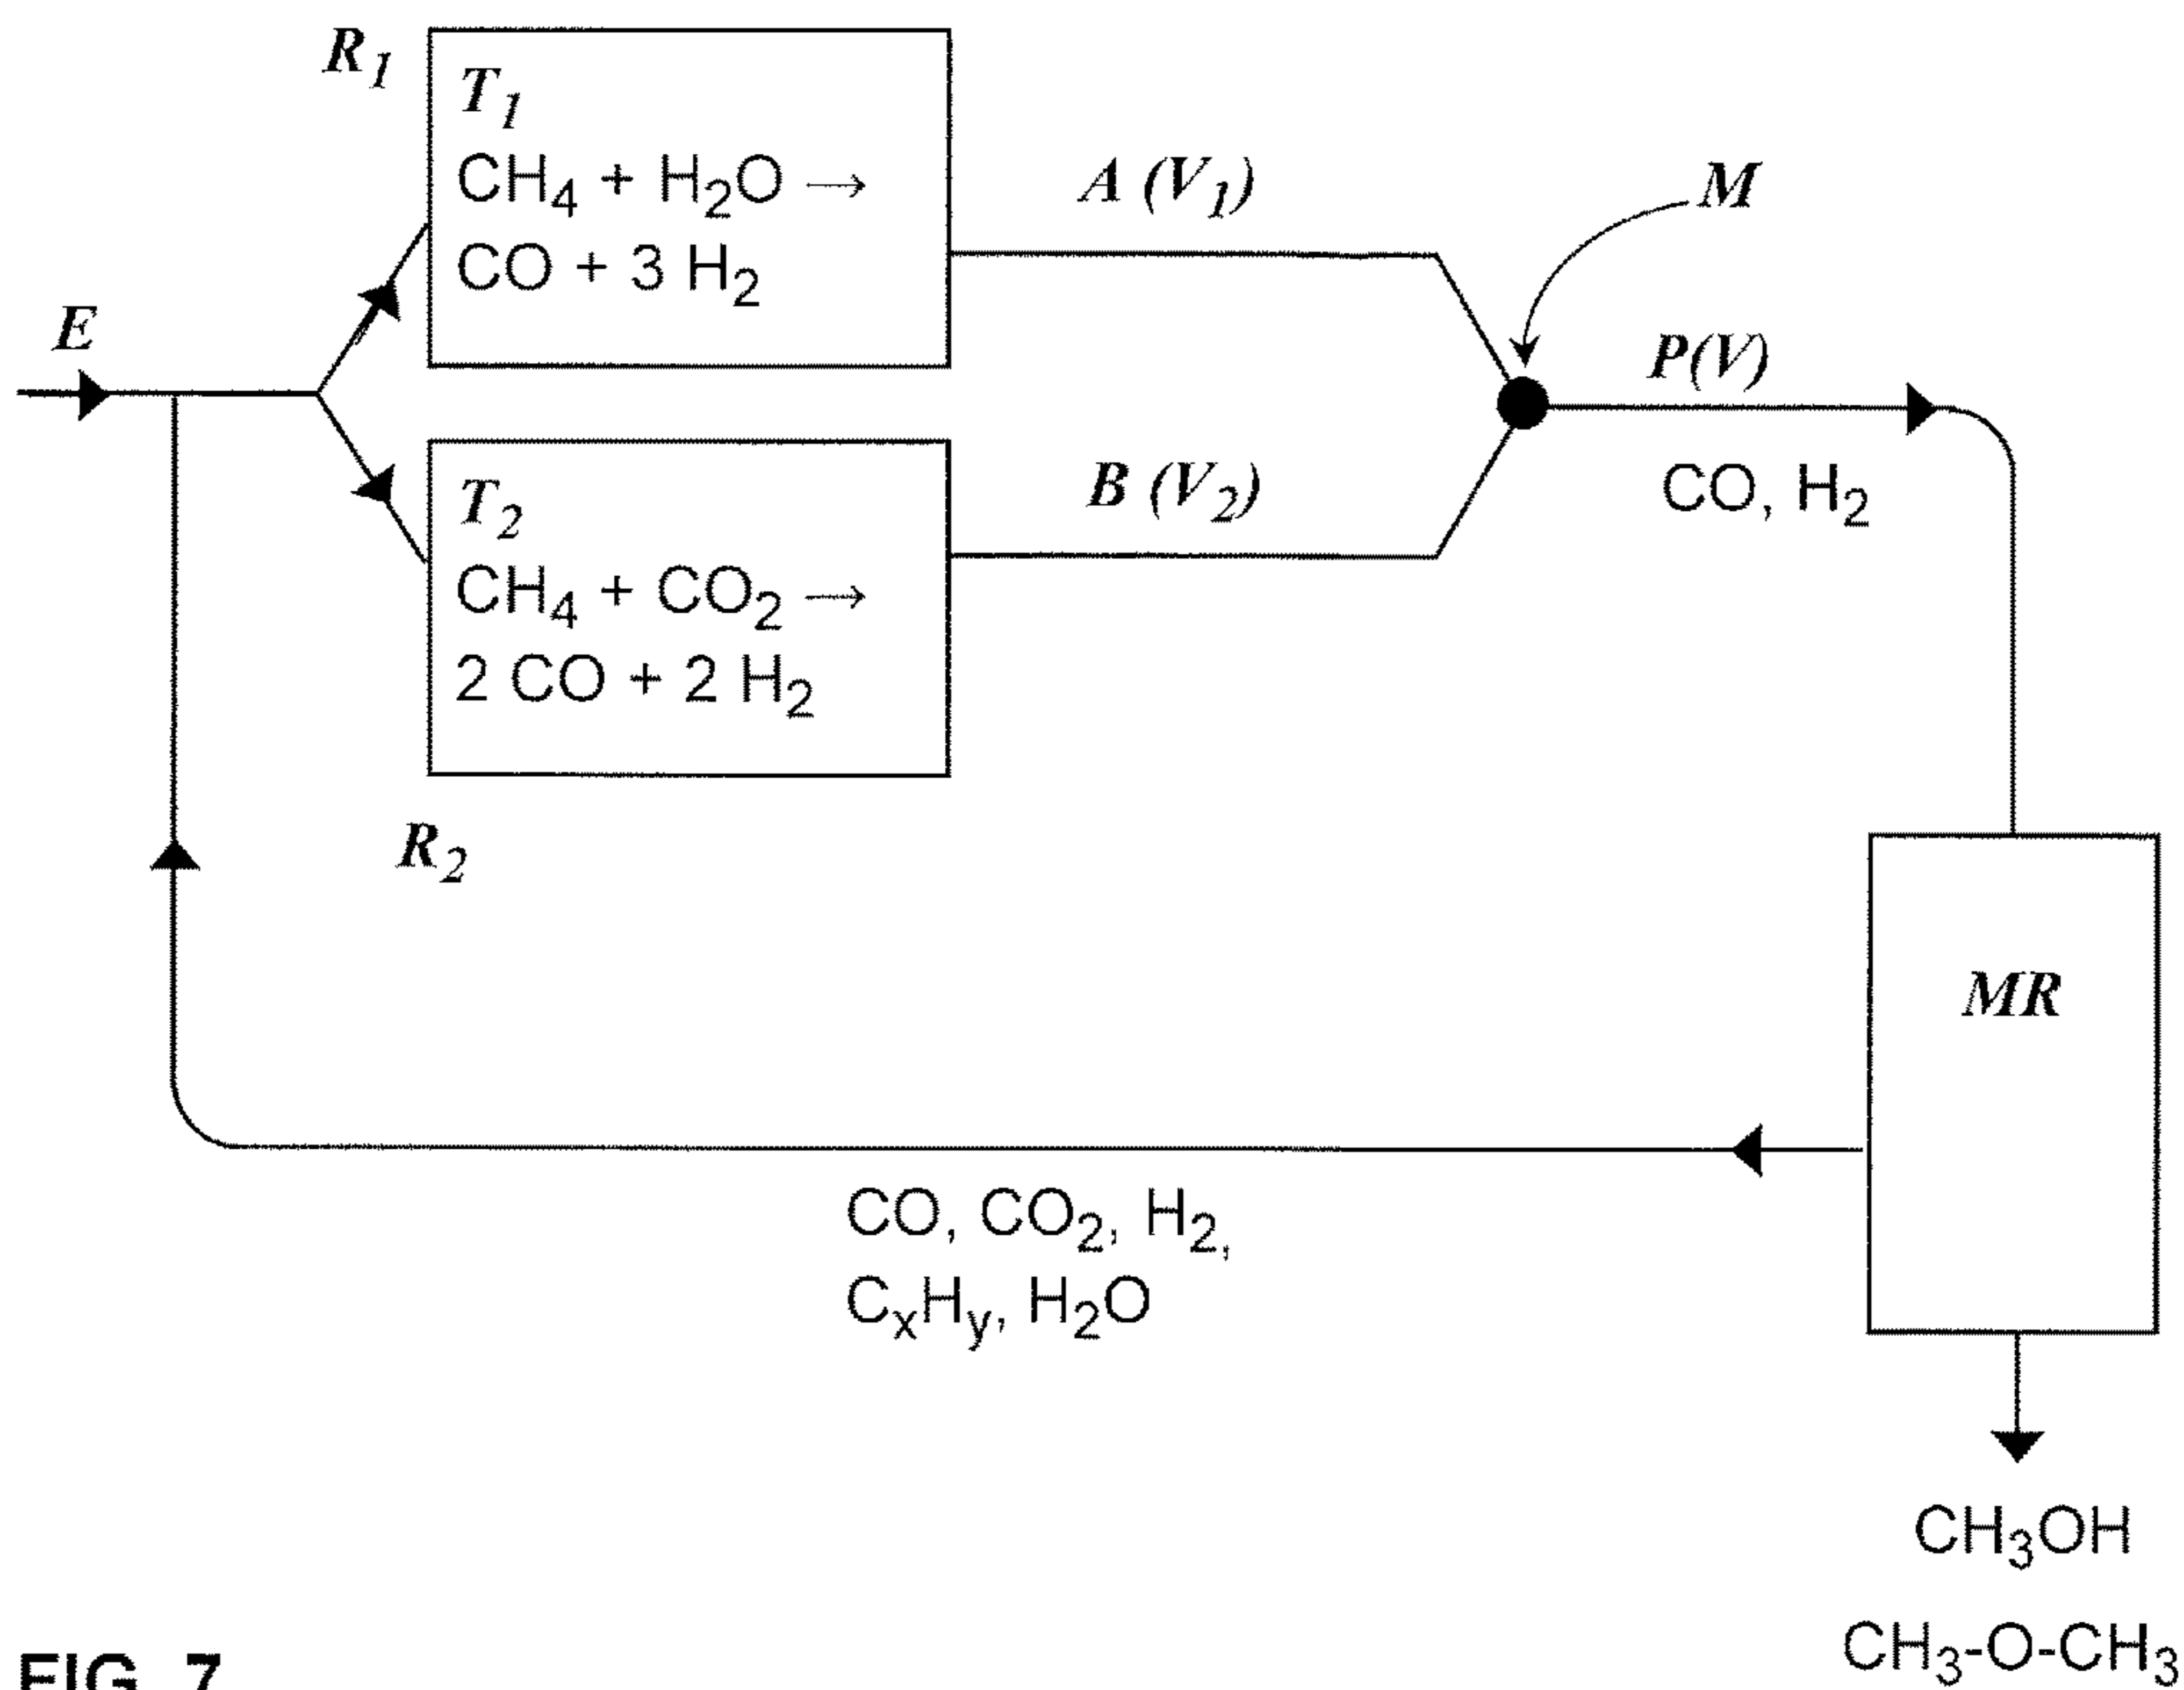 R₁
T₁
CH₄ + H₂O →
CO + 3 H₂
A (V₁)
M
E
P(V)
CO, H₂
T₂
CH₄ + CO₂ →
2 CO + 2 H₂
B (V₂)
R₂
MR
CO, CO₂, H₂,
CₓHᵧ, H₂O
CH₃OH
CH₃-O-CH₃
FIG. 7